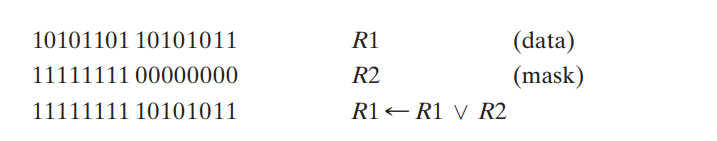 10101101 10101011 R1 (data)
11111111 00000000 R2 (mask)
11111111 10101011 R1 ← R1 ∨ R2